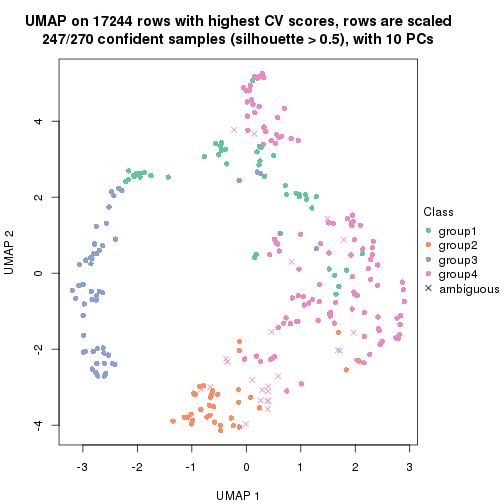 UMAP on 17244 rows with highest CV scores, rows are scaled
247/270 confident samples (silhouette > 0.5), with 10 PCs
4
2
0
-2
-4
UMAP 2
-3
-2
-1
0
1
2
3
UMAP 1
Class
group1
group2
group3
group4
ambiguous